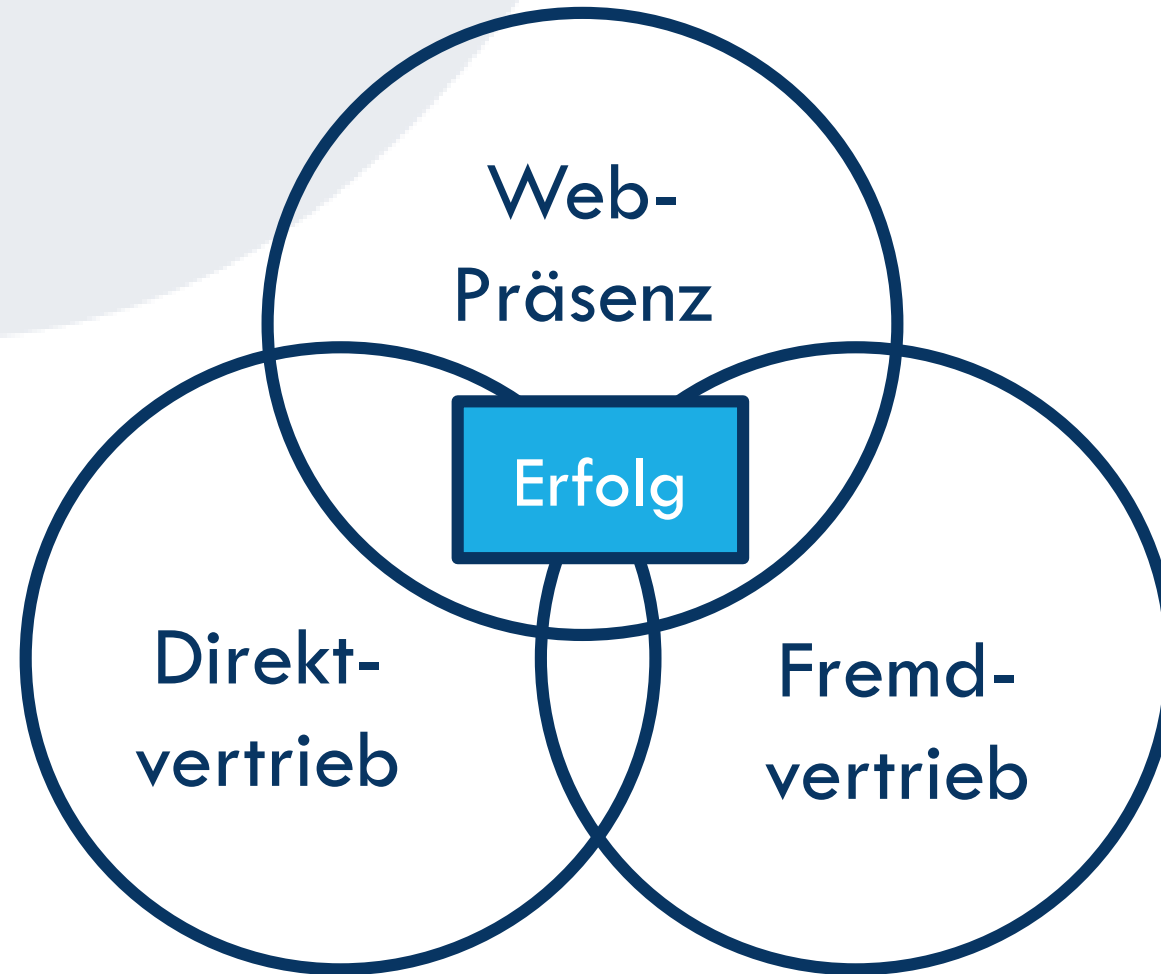 Web-
Präsenz
Erfolg
Direkt-
vertrieb
Fremd-
vertrieb